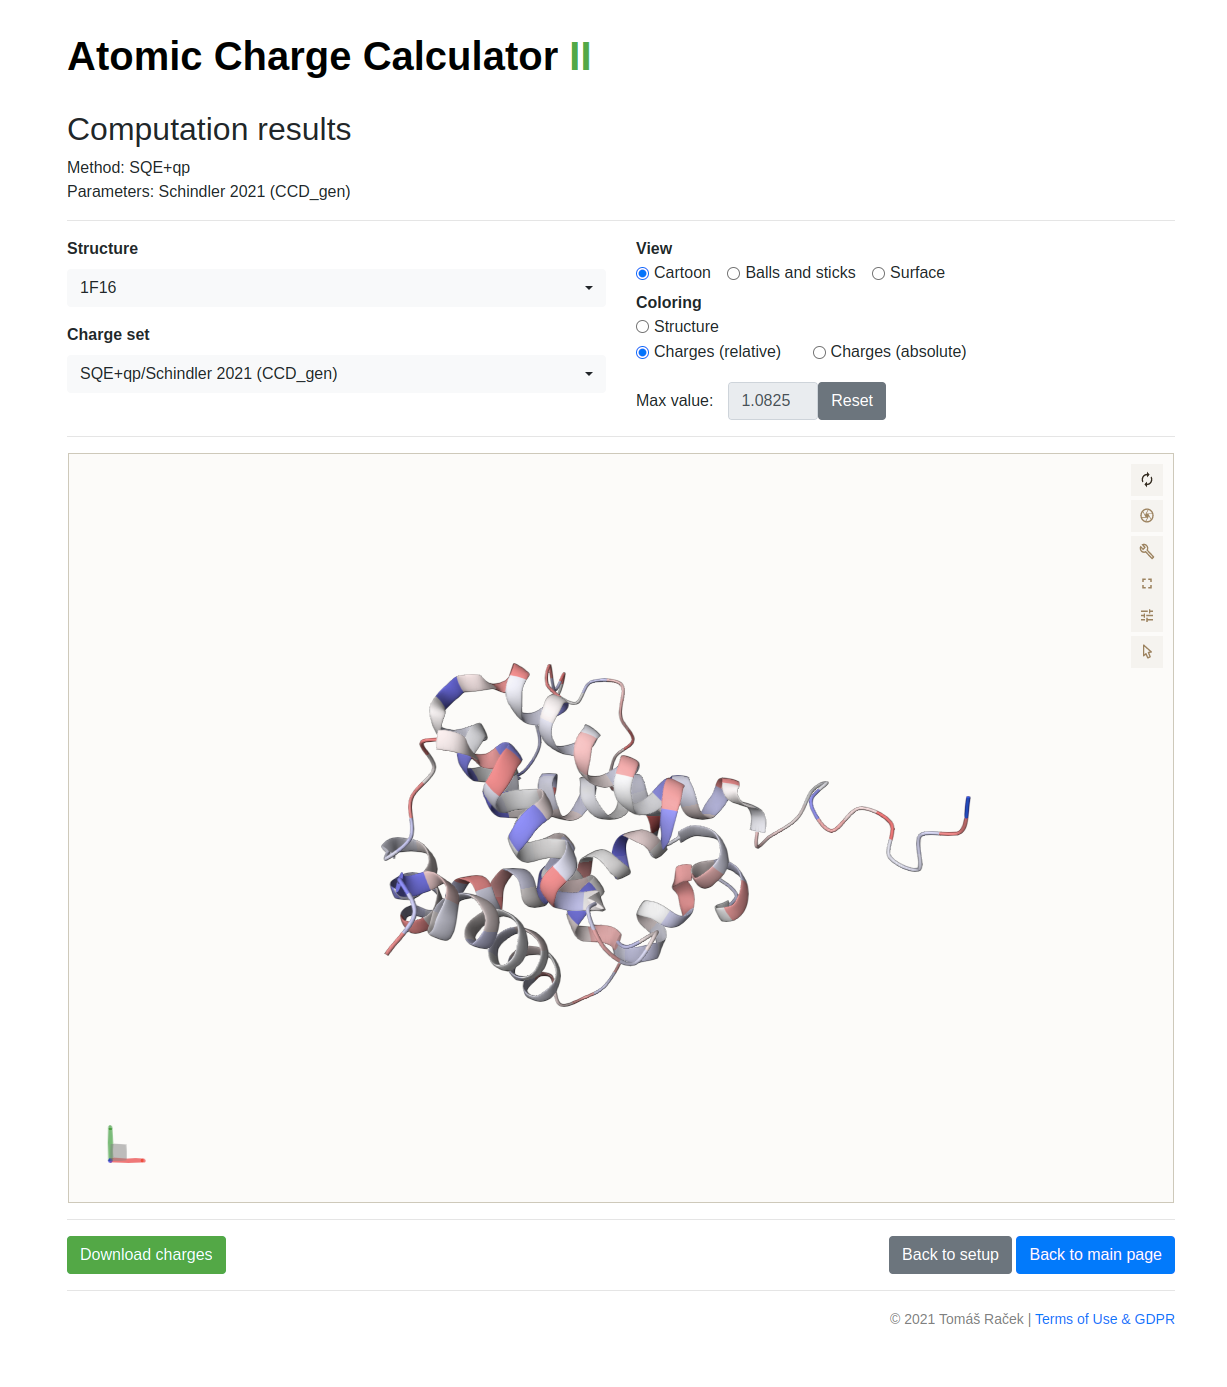 Atomic Charge Calculator II
Computation results
Method: SQE+qp
Parameters: Schindler 2021 (CCD_gen)
Structure
1F16
Charge set
SQE+qp/Schindler 2021 (CCD_gen)
View
Cartoon Balls and sticks Surface
Coloring
Structure
Charges (relative) Charges (absolute)
Max value: 1.0825 Reset
Download charges
Back to setup Back to main page
© 2021 Tomáš Raček | Terms of Use & GDPR